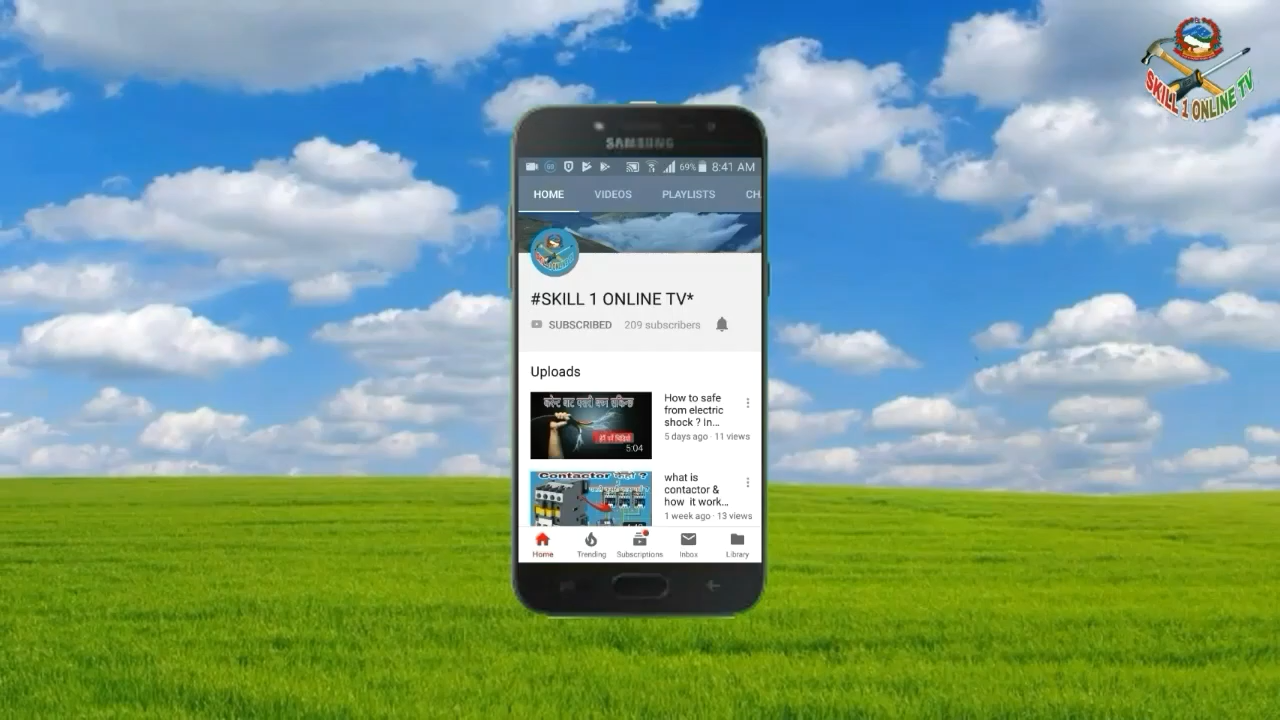 SKILL 1 ONLINE TV
SAMSUNG
69% 8:41 AM
HOME VIDEOS PLAYLISTS CH
#SKILL 1 ONLINE TV*
SUBSCRIBED 209 subscribers
Uploads
How to safe
from electric
shock ? In...
5 days ago · 11 views
5:04
Contactor
what is
contactor &
how it work...
1 week ago · 13 views
Home Trending Subscriptions Inbox Library